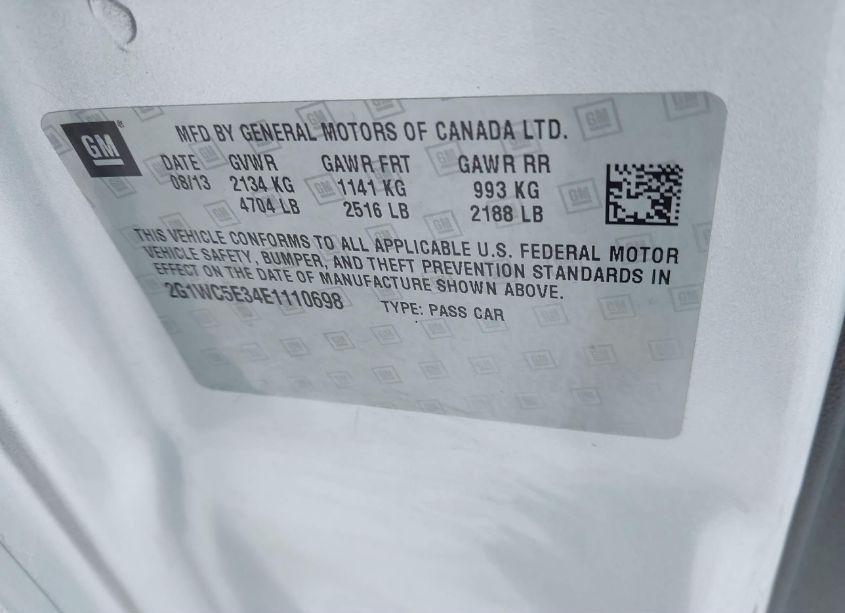 GM
MFD BY GENERAL MOTORS OF CANADA LTD.
DATE GVWR GAWR FRT GAWR RR
08/13 2134 KG 1141 KG 993 KG
4704 LB 2516 LB 2188 LB
THIS VEHICLE CONFORMS TO ALL APPLICABLE U.S. FEDERAL MOTOR
VEHICLE SAFETY, BUMPER, AND THEFT PREVENTION STANDARDS IN
EFFECT ON THE DATE OF MANUFACTURE SHOWN ABOVE.
2G1WC5E34E1110698 TYPE: PASS CAR